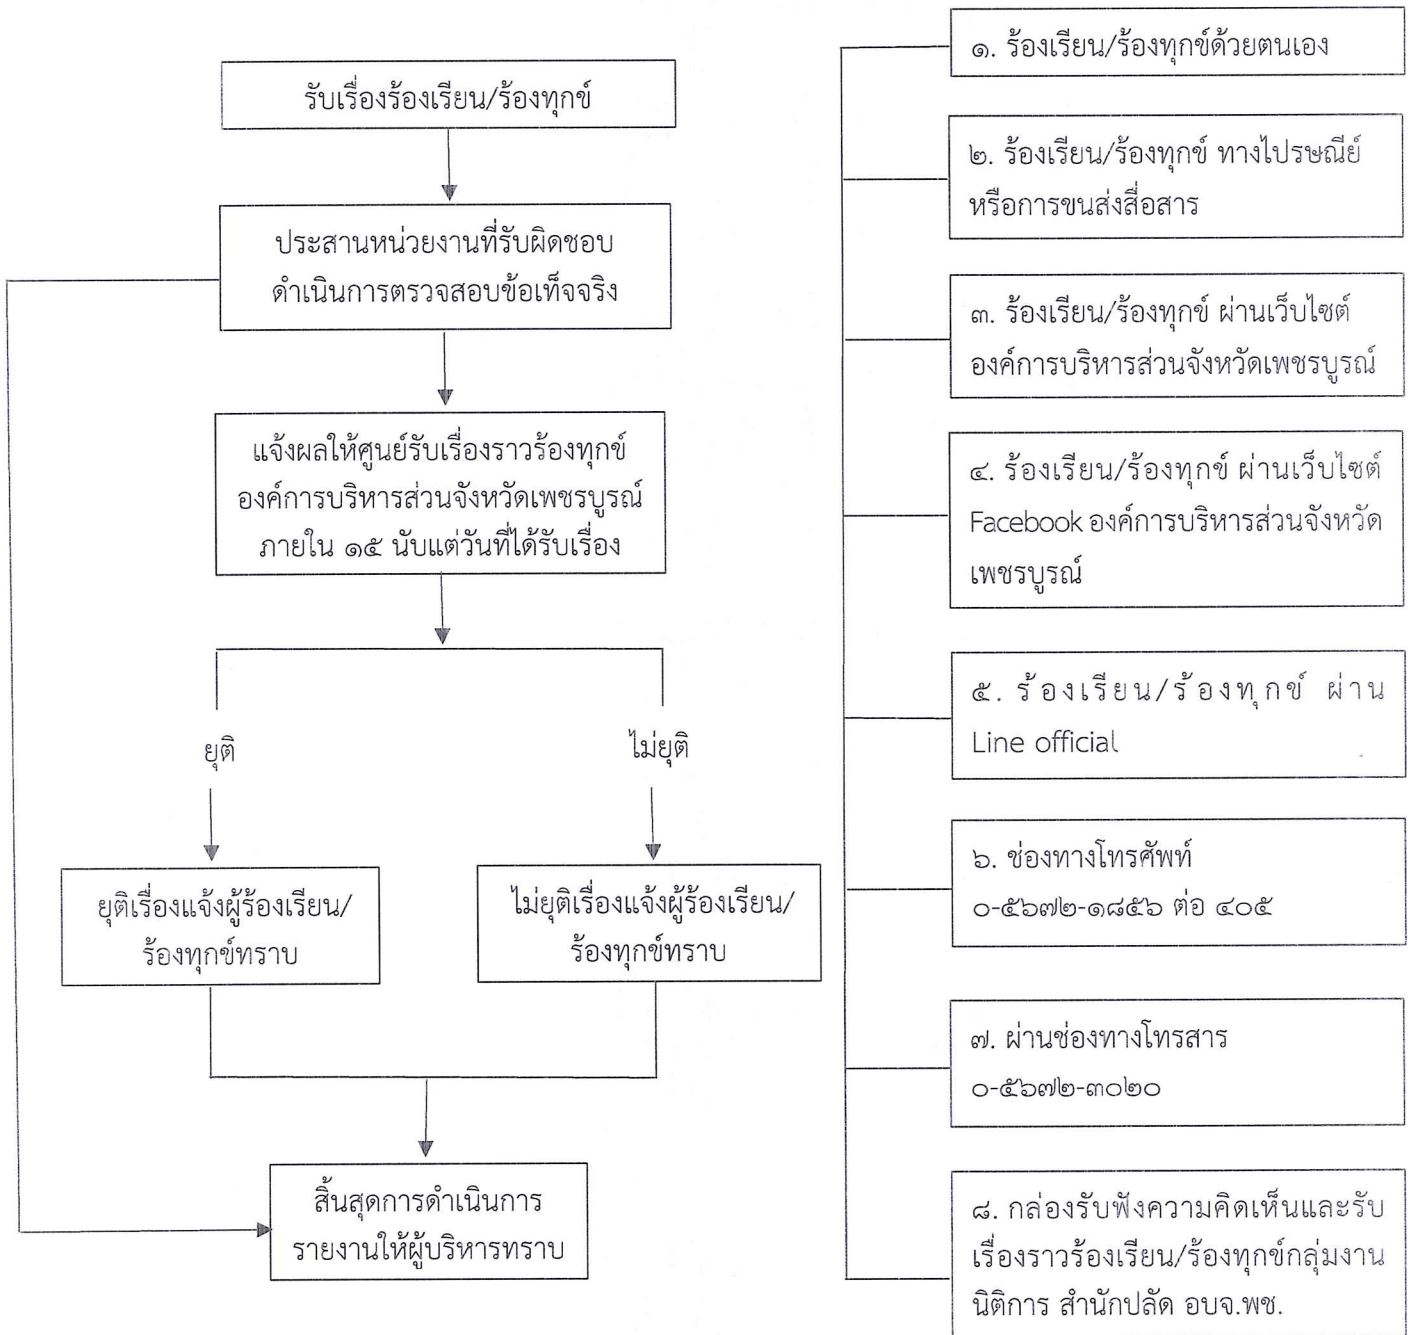 รับเรื่องร้องเรียน/ร้องทุกข์
ประสานหน่วยงานที่รับผิดชอบ
ดำเนินการตรวจสอบข้อเท็จจริง
แจ้งผลให้ศูนย์รับเรื่องราวร้องทุกข์
องค์การบริหารส่วนจังหวัดเพชรบูรณ์
ภายใน ๑๕ นับแต่วันที่ได้รับเรื่อง
ยุติ
ไม่ยุติ
ยุติเรื่องแจ้งผู้ร้องเรียน/
ร้องทุกข์ทราบ
ไม่ยุติเรื่องแจ้งผู้ร้องเรียน/
ร้องทุกข์ทราบ
สิ้นสุดการดำเนินการ
รายงานให้ผู้บริหารทราบ
๑. ร้องเรียน/ร้องทุกข์ด้วยตนเอง
๒. ร้องเรียน/ร้องทุกข์ ทางไปรษณีย์
หรือการขนส่งสื่อสาร
๓. ร้องเรียน/ร้องทุกข์ ผ่านเว็บไซต์
องค์การบริหารส่วนจังหวัดเพชรบูรณ์
๔. ร้องเรียน/ร้องทุกข์ ผ่านเว็บไซต์
Facebook องค์การบริหารส่วนจังหวัด
เพชรบูรณ์
๕. ร้องเรียน/ร้องทุกข์ ผ่าน
Line official
๖. ช่องทางโทรศัพท์
๐-๕๖๗๒-๑๘๕๖ ต่อ ๔๐๕
๗. ผ่านช่องทางโทรสาร
๐-๕๖๗๒-๓๐๒๐
๘. กล่องรับฟังความคิดเห็นและรับ
เรื่องราวร้องเรียน/ร้องทุกข์กลุ่มงาน
นิติการ สำนักปลัด อบจ.พช.